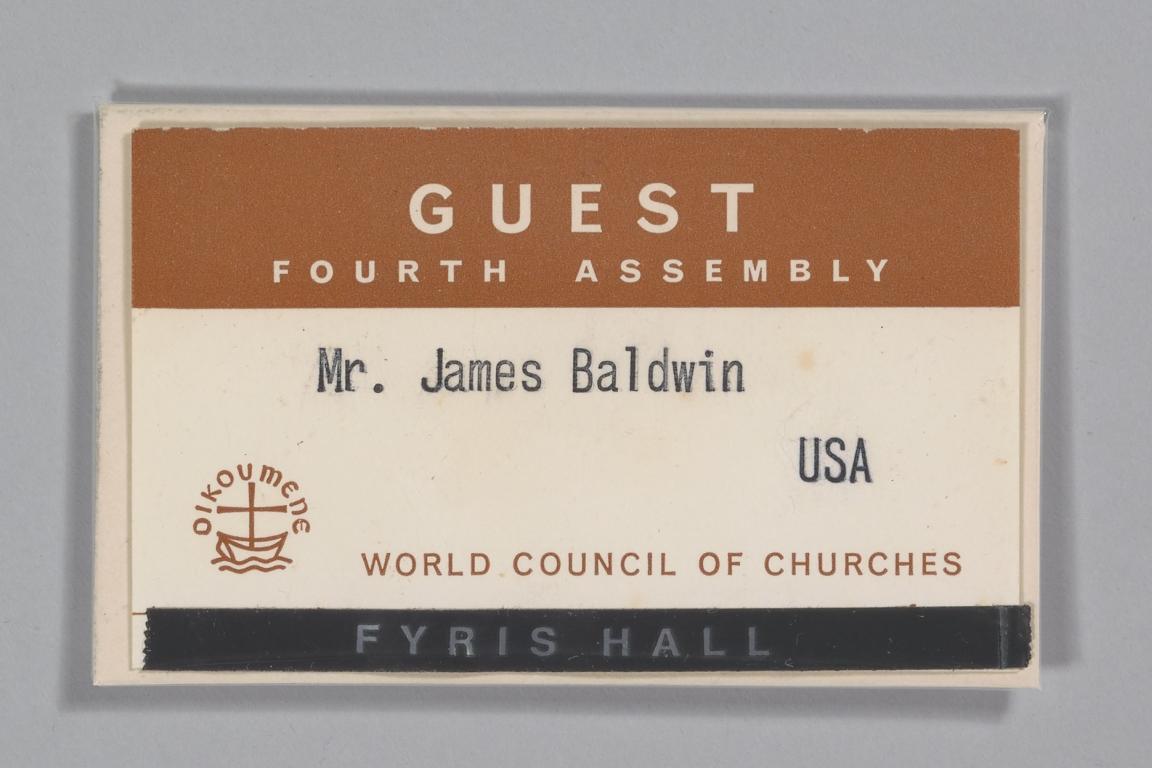 GUEST
FOURTH ASSEMBLY
Mr. James Baldwin
USA
OIKOUMENE
WORLD COUNCIL OF CHURCHES
FYRIS HALL